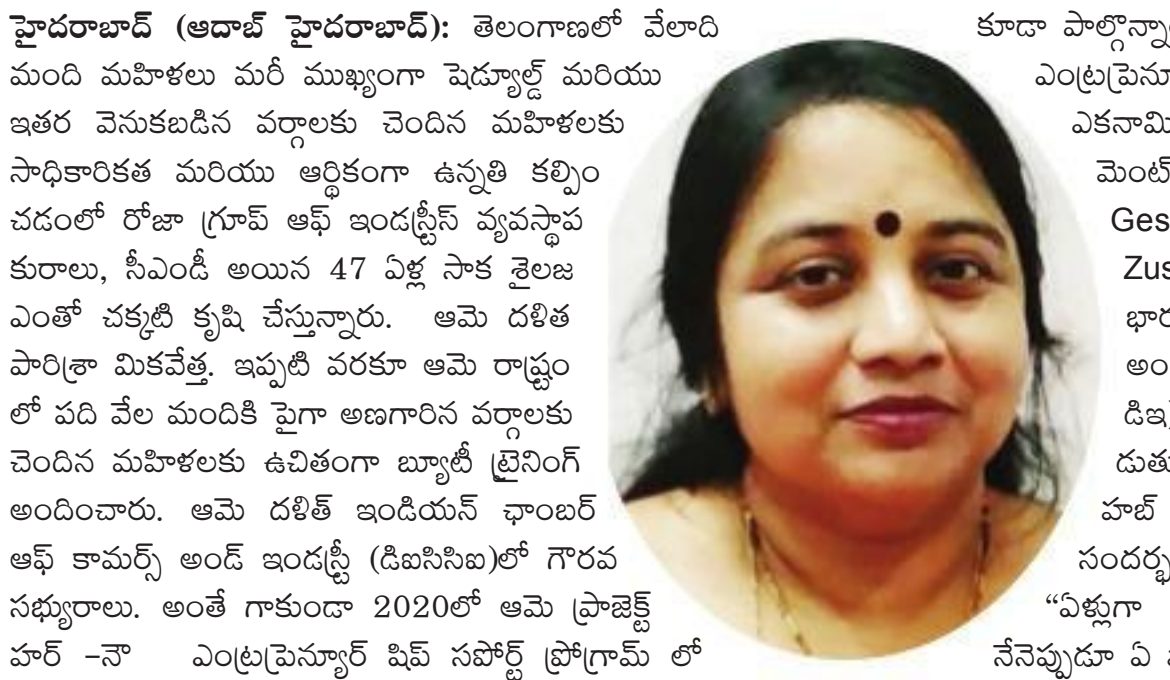 హైదరాబాద్ (ఆదాబ్ హైదరాబాద్): తెలంగాణలో వేలాది
మంది మహిళలు మరీ ముఖ్యంగా షెడ్యూల్డ్ మరియు
ఇతర వెనుకబడిన వర్గాలకు చెందిన మహిళలకు
సాధికారికత మరియు ఆర్థికంగా ఉన్నతి కల్పిం
చడంలో రోజా గ్రూప్ ఆఫ్ ఇండస్ట్రీస్ వ్యవస్థాప
కురాలు, సీఎండీ అయిన 47 ఏళ్ల సాక శైలజ
ఎంతో చక్కటి కృషి చేస్తున్నారు. ఆమె దళిత
పారిశ్రా మికవేత్త. ఇప్పటి వరకూ ఆమె రాష్ట్రం
లో పది వేల మందికి పైగా అణగారిన వర్గాలకు
చెందిన మహిళలకు ఉచితంగా బ్యూటీ ట్రైనింగ్
అందించారు. ఆమె దళిత్ ఇండియన్ ఛాంబర్
ఆఫ్ కామర్స్ అండ్ ఇండస్ట్రీ (డిఐసిసిఐ)లో గౌరవ
సభ్యురాలు. అంతే గాకుండా 2020లో ఆమె ప్రాజెక్ట్
హర్ –నౌ ఎంట్రప్రెన్యూర్ షిప్ సపోర్ట్ ప్రోగ్రామ్ లో
కూడా పాల్గొన్నా
ఎంట్రప్రెన్యూ
ఎకనామి
మెంట్
Ges
Zus
భార
అం
డిఇ
డుతు
హబ్
సందర్భ
“ఏళ్లుగా
నేనెప్పుడూ ఏ